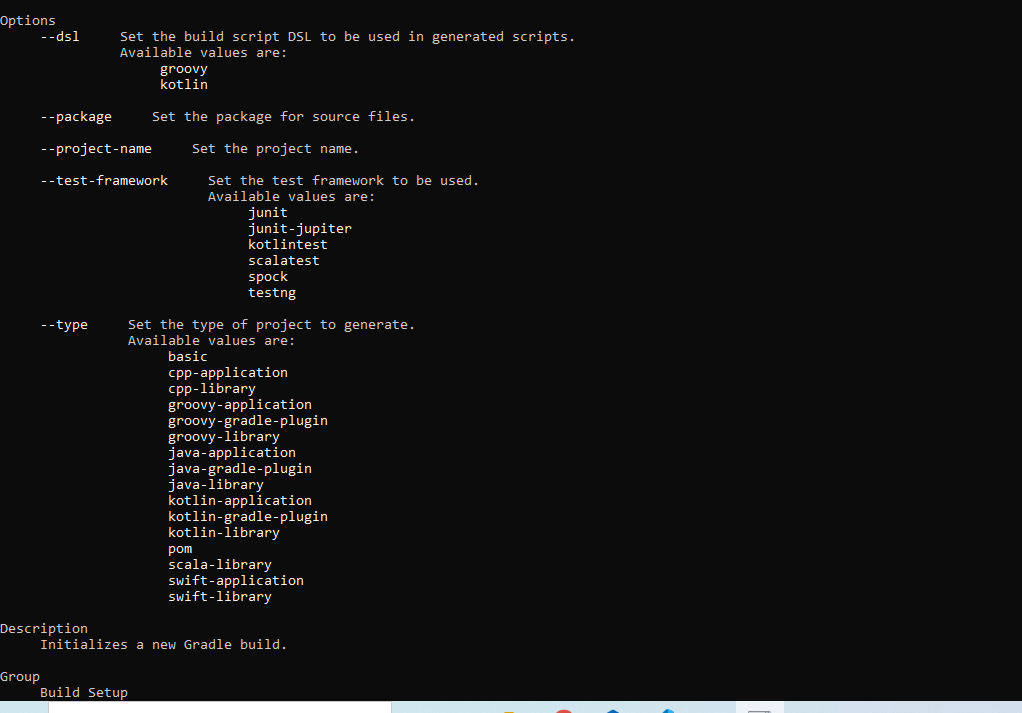 Options
--dsl Set the build script DSL to be used in generated scripts.
Available values are:
groovy
kotlin
--package Set the package for source files.
--project-name Set the project name.
--test-framework Set the test framework to be used.
Available values are:
junit
junit-jupiter
kotlintest
scalatest
spock
testng
--type Set the type of project to generate.
Available values are:
basic
cpp-application
cpp-library
groovy-application
groovy-gradle-plugin
groovy-library
java-application
java-gradle-plugin
java-library
kotlin-application
kotlin-gradle-plugin
kotlin-library
pom
scala-library
swift-application
swift-library
Description
Initializes a new Gradle build.
Group
Build Setup